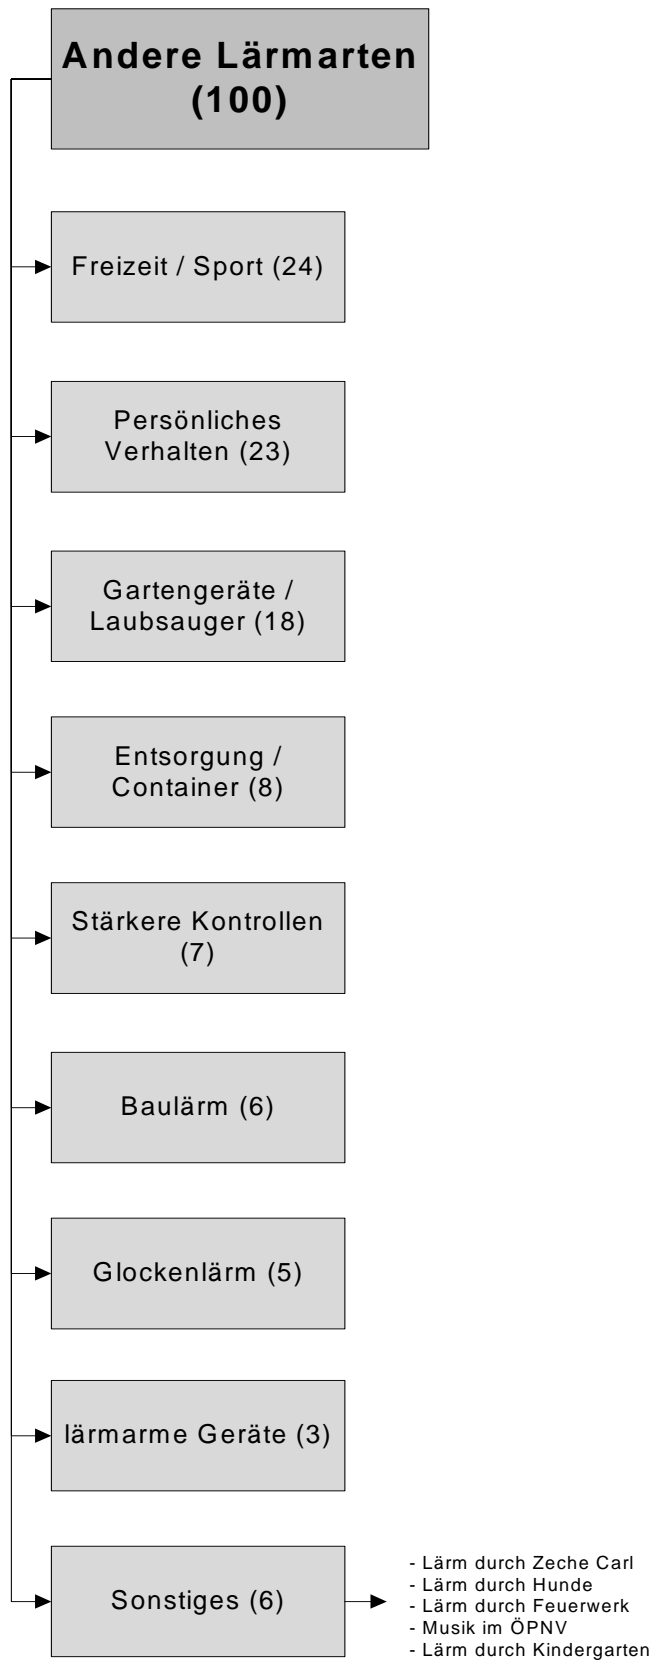 Andere Lärmarten
(100)
Freizeit / Sport (24)
Persönliches
Verhalten (23)
Gartengeräte /
Laubsauger (18)
Entsorgung /
Container (8)
Stärkere Kontrollen
(7)
Baulärm (6)
Glockenlärm (5)
lärmarme Geräte (3)
Sonstiges (6)
- Lärm durch Zeche Carl
- Lärm durch Hunde
- Lärm durch Feuerwerk
- Musik im ÖPNV
- Lärm durch Kindergarten